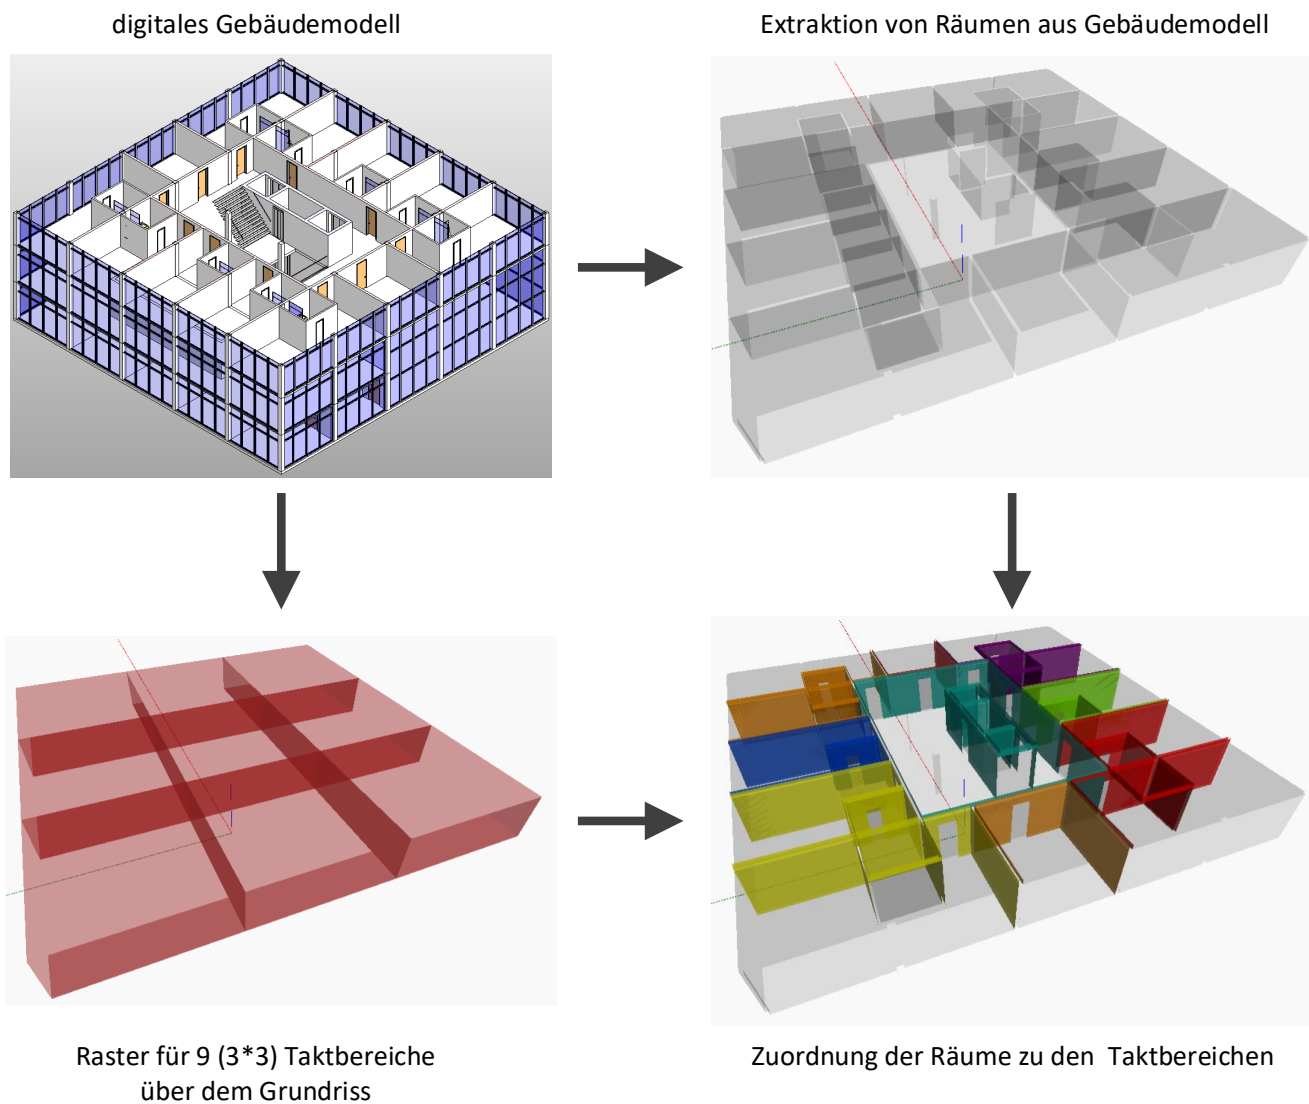 digitales Gebäudemodell
Extraktion von Räumen aus Gebäudemodell
Raster für 9 (3*3) Taktbereiche
über dem Grundriss
Zuordnung der Räume zu den  Taktbereichen